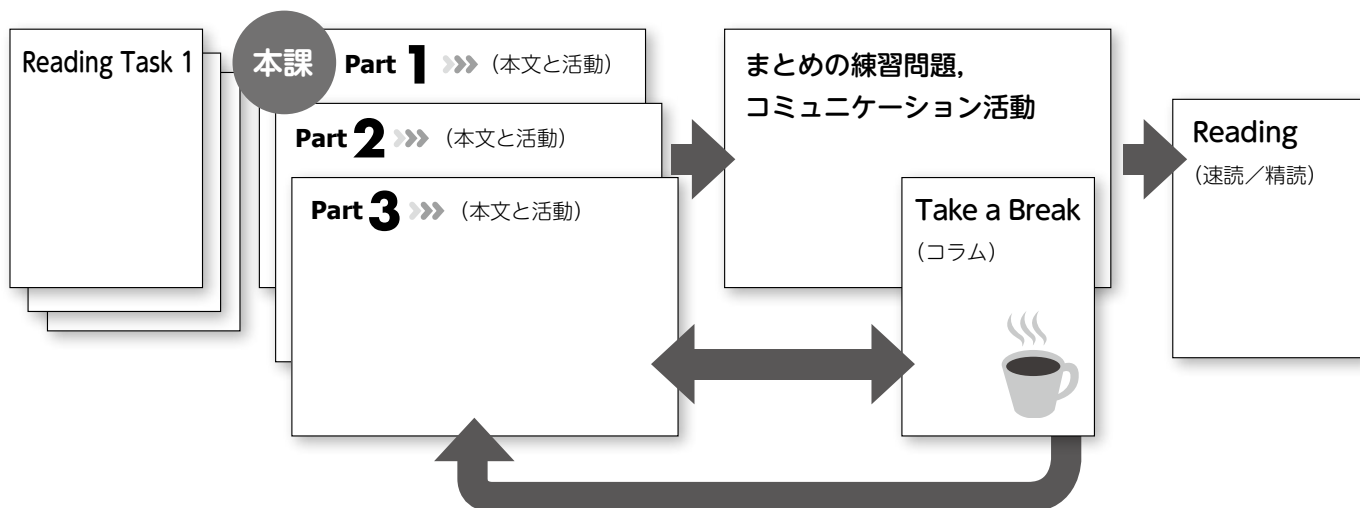 Reading Task 1
本課
Part 1 （本文と活動）
Part 2 （本文と活動）
Part 3 （本文と活動）
まとめの練習問題，
コミュニケーション活動
Take a Break
（コラム）
Reading
（速読／精読）